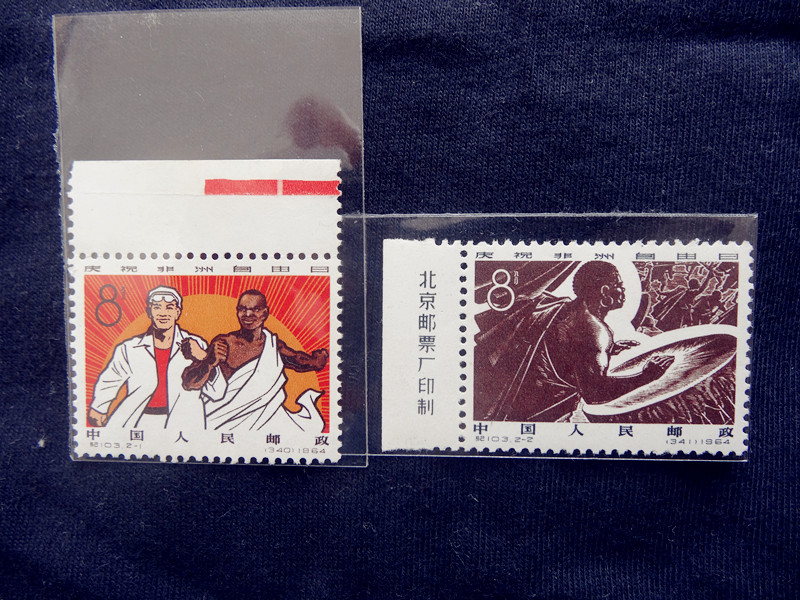 庆祝非洲自由日
8分
中国人民邮政
纪103.2-1
(340)1964
北京邮票厂印制
庆祝非洲自由日
8分
中国人民邮政
纪103.2-2
(341)1964